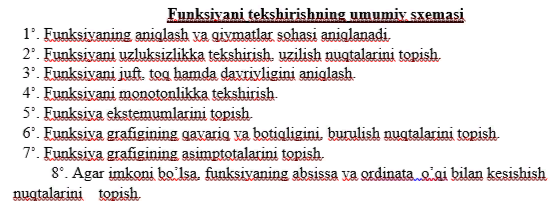 Funksiyani tekshirishning umumiy sxemasi
1˚. Funksiyaning aniqlash va qiymatlar sohasi aniqlanadi.
2˚. Funksiyani uzluksizlikka tekshirish, uzilish nuqtalarini topish.
3˚. Funksiyani juft, toq hamda davriyligini aniqlash.
4˚. Funksiyani monotonlikka tekshirish.
5˚. Funksiya ekstemumlarini topish.
6˚. Funksiya grafigining qavariq va botiqligini, burulish nuqtalarini topish.
7˚. Funksiya grafigining asimptotalarini topish.
8˚. Agar imkoni bo’lsa, funksiyaning absissa va ordinata o’qi bilan kesishish
nuqtalarini topish.